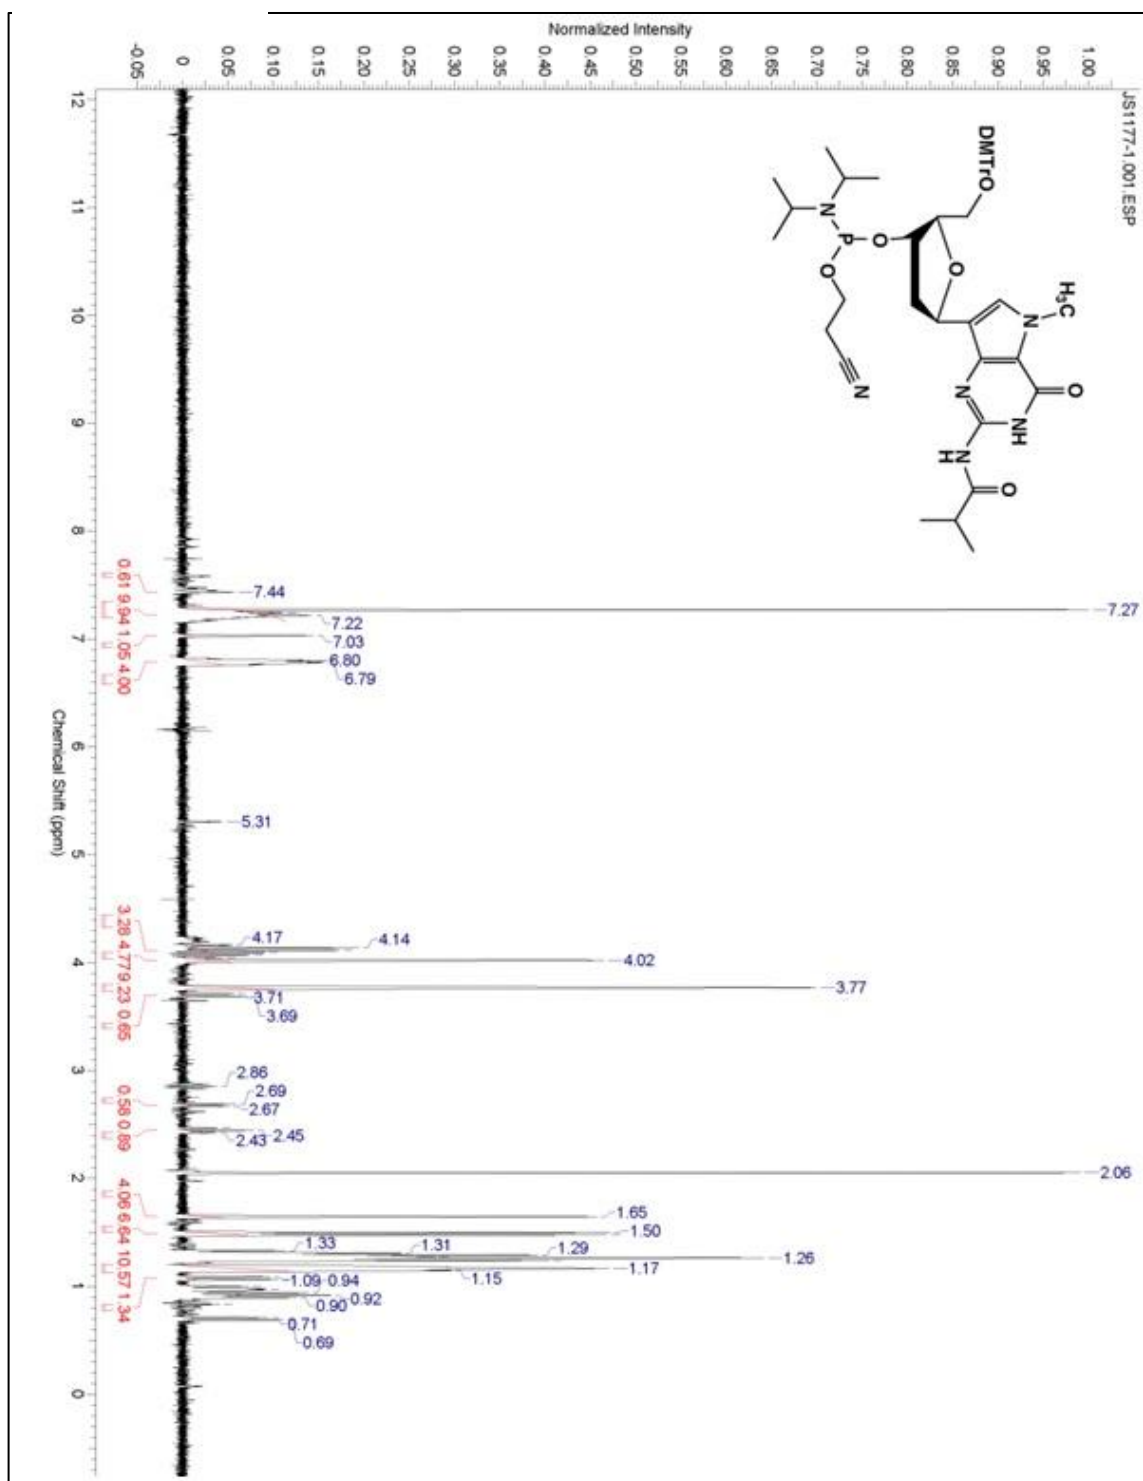 JS1177-1.001.ESP
Normalized Intensity
1.00
0.95
0.90
0.85
0.80
0.75
0.70
0.65
0.60
0.55
0.50
0.45
0.40
0.35
0.30
0.25
0.20
0.15
0.10
0.05
0
-0.05
DMTrO
O
H₃C
N
O
N
NH
N
H
O
O
P
N
O
N
7.44
7.27
7.22
7.03
6.80
6.79
5.31
4.17
4.14
4.02
3.77
3.71
3.69
2.86
2.69
2.67
2.45
2.43
2.06
1.65
1.50
1.33
1.31
1.29
1.26
1.17
1.15
1.09
0.94
0.92
0.90
0.71
0.69
0.61 9.94 1.05 4.00
3.28 4.77 9.23 0.65
0.58 0.89
4.06 6.64 10.57 1.34
12 11 10 9 8 7 6 5 4 3 2 1 0
Chemical Shift (ppm)